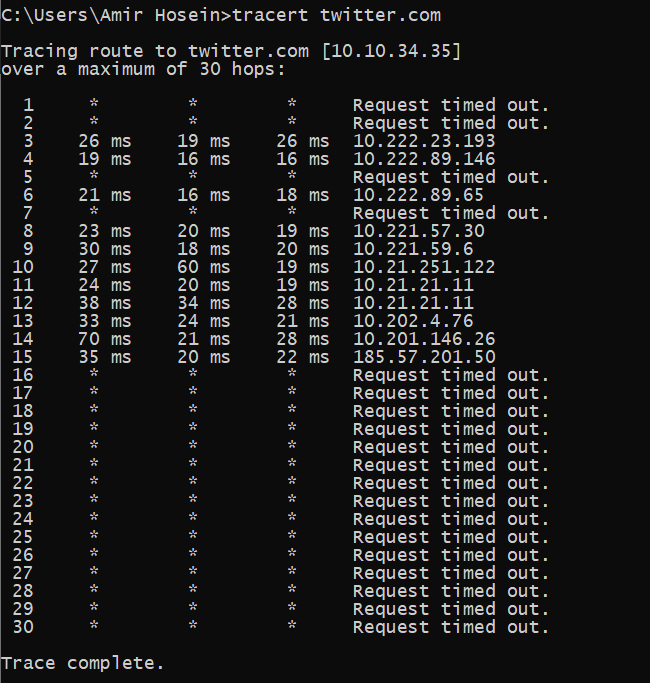 C:\Users\Amir Hosein>tracert twitter.com
Tracing route to twitter.com [10.10.34.35]
over a maximum of 30 hops:
1 * * * Request timed out.
2 * * * Request timed out.
3 26 ms 19 ms 26 ms 10.222.23.193
4 19 ms 16 ms 16 ms 10.222.89.146
5 * * * Request timed out.
6 21 ms 16 ms 18 ms 10.222.89.65
7 * * * Request timed out.
8 23 ms 20 ms 19 ms 10.221.57.30
9 30 ms 18 ms 20 ms 10.221.59.6
10 27 ms 60 ms 19 ms 10.21.251.122
11 24 ms 20 ms 19 ms 10.21.21.11
12 38 ms 34 ms 28 ms 10.21.21.11
13 33 ms 24 ms 21 ms 10.202.4.76
14 70 ms 21 ms 28 ms 10.201.146.26
15 35 ms 20 ms 22 ms 185.57.201.50
16 * * * Request timed out.
17 * * * Request timed out.
18 * * * Request timed out.
19 * * * Request timed out.
20 * * * Request timed out.
21 * * * Request timed out.
22 * * * Request timed out.
23 * * * Request timed out.
24 * * * Request timed out.
25 * * * Request timed out.
26 * * * Request timed out.
27 * * * Request timed out.
28 * * * Request timed out.
29 * * * Request timed out.
30 * * * Request timed out.
Trace complete.